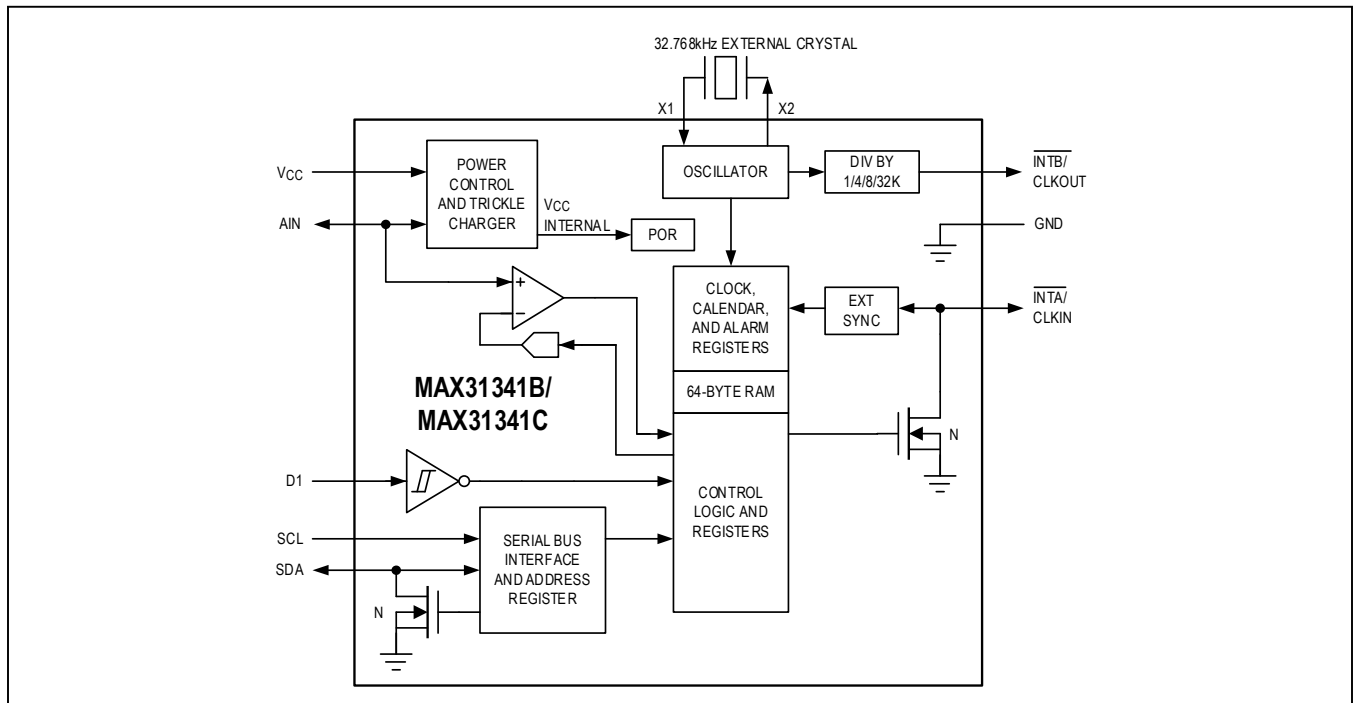 32.768kHz EXTERNAL CRYSTAL
X1
X2
POWER
CONTROL
AND TRICKLE
CHARGER
OSCILLATOR
DIV BY
1/4/8/32K
INTB/
CLKOUT
VCC
AIN
VCC
INTERNAL
POR
GND
+
−
CLOCK,
CALENDAR,
AND ALARM
REGISTERS
EXT
SYNC
INTA/
CLKIN
MAX31341B/
MAX31341C
64-BYTE RAM
N
D1
CONTROL
LOGIC AND
REGISTERS
SCL
SDA
SERIAL BUS
INTERFACE
AND ADDRESS
REGISTER
N